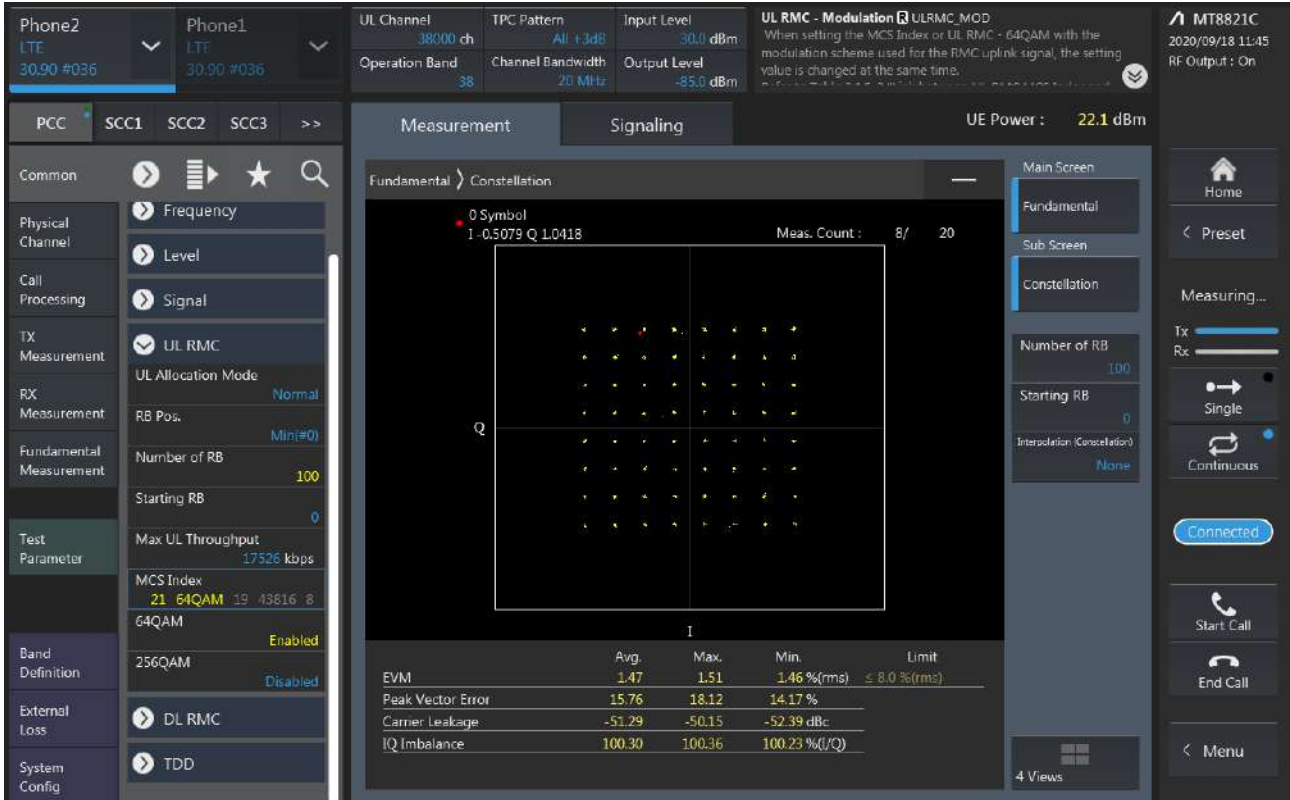 Phone2
LTE
30.90 #036
Phone1
LTE
30.90 #036
UL Channel
38000 ch
TPC Pattern
All +3dB
Input Level
30.0 dBm
Operation Band
38
Channel Bandwidth
20 MHz
Output Level
-85.0 dBm
UL RMC - Modulation R ULRMC_MOD
When setting the MCS Index or UL RMC - 64QAM with the
modulation scheme used for the RMC uplink signal, the setting
value is changed at the same time.
MT8821C
2020/09/18 11:45
RF Output : On
PCC
SCC1
SCC2
SCC3
>>
Measurement
Signaling
UE Power : 22.1 dBm
Common
Physical
Channel
Call
Processing
TX
Measurement
RX
Measurement
Fundamental
Measurement
Test
Parameter
Band
Definition
External
Loss
System
Config
Frequency
Level
Signal
UL RMC
UL Allocation Mode
Normal
RB Pos.
Min(#0)
Number of RB
100
Starting RB
0
Max UL Throughput
17526 kbps
MCS Index
21 64QAM 19 43816 8
64QAM
Enabled
256QAM
Disabled
DL RMC
TDD
Fundamental 〉 Constellation
0 Symbol
I -0.5079 Q 1.0418
Meas. Count : 8/ 20
Q
I
Avg. Max. Min. Limit
EVM 1.47 1.51 1.46 %(rms) ≤ 8.0 %(rms)
Peak Vector Error 15.76 18.12 14.17 %
Carrier Leakage -51.29 -50.15 -52.39 dBc
IQ Imbalance 100.30 100.36 100.23 %(I/Q)
Main Screen
Fundamental
Sub Screen
Constellation
Number of RB
100
Starting RB
0
Interpolation (Constellation)
None
4 Views
Home
< Preset
Measuring...
Tx
Rx
Single
Continuous
Connected
Start Call
End Call
< Menu